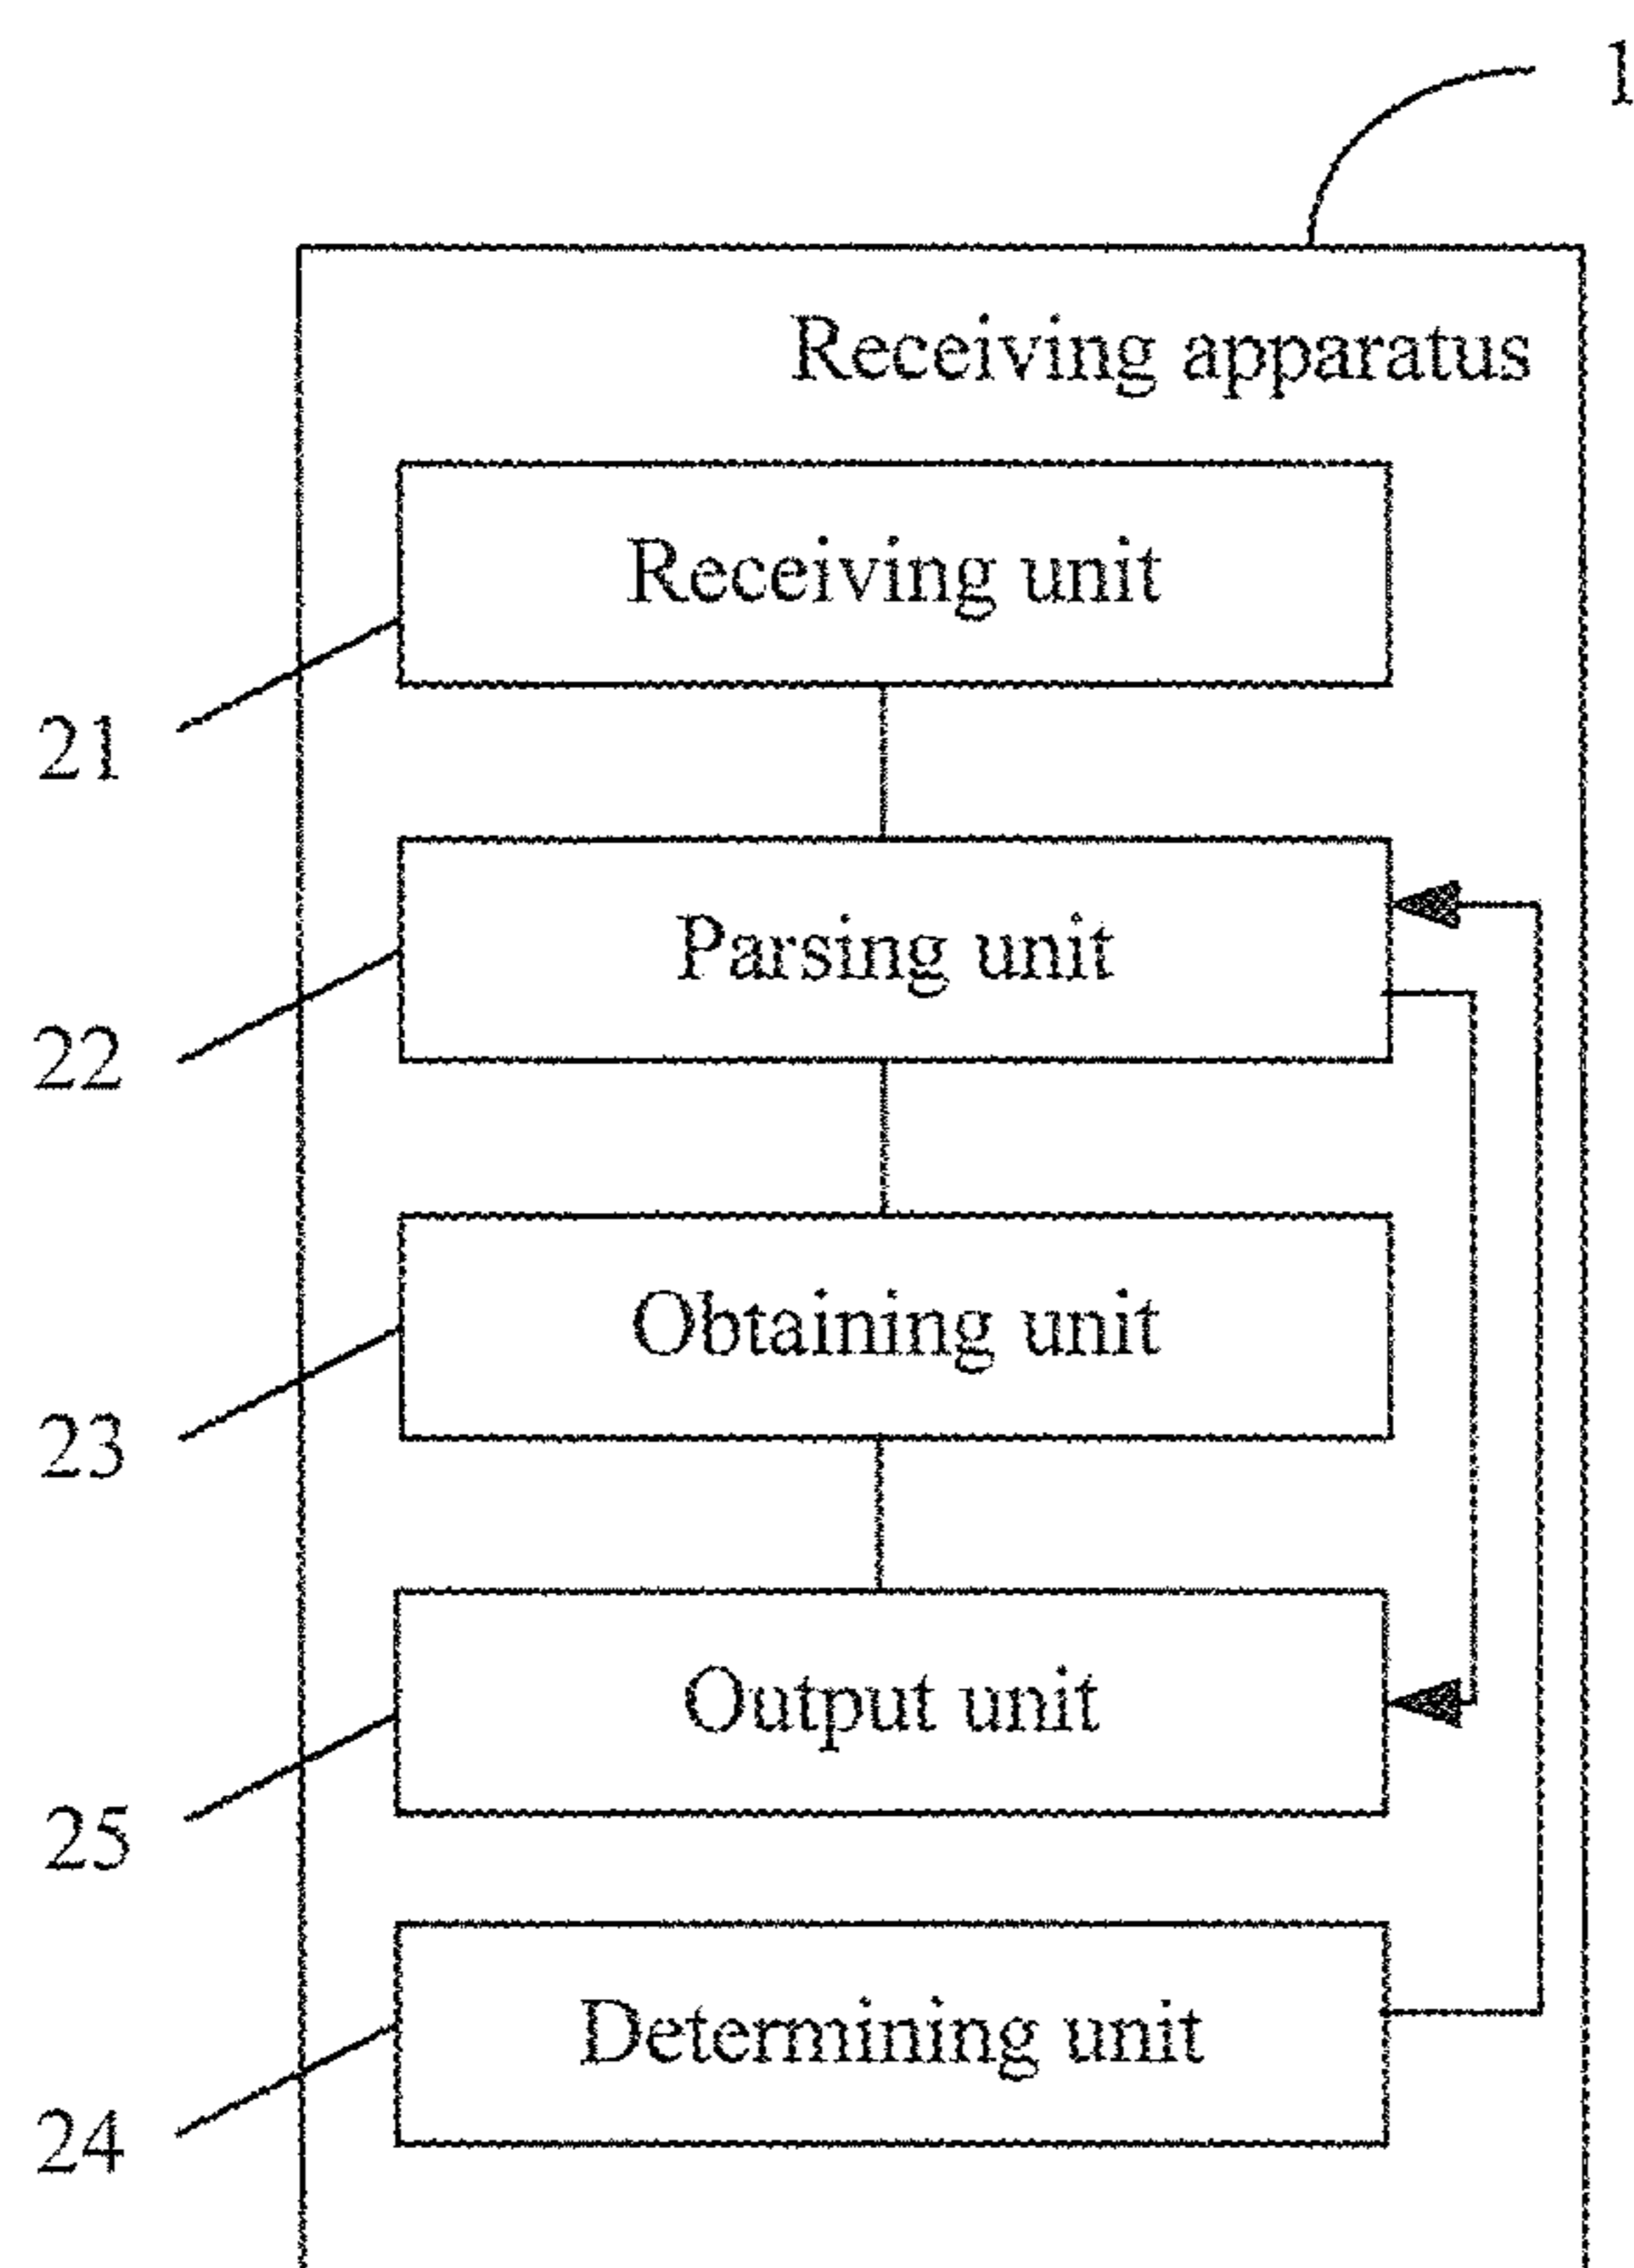 1
Receiving apparatus
Receiving unit
21
Parsing unit
22
Obtaining unit
23
Output unit
25
Determining unit
24